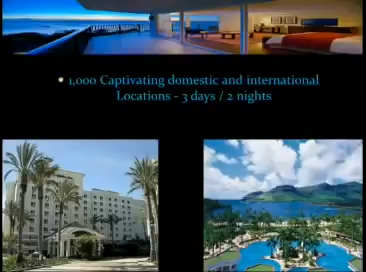 1,000 Captivating domestic and international
Locations - 3 days / 2 nights